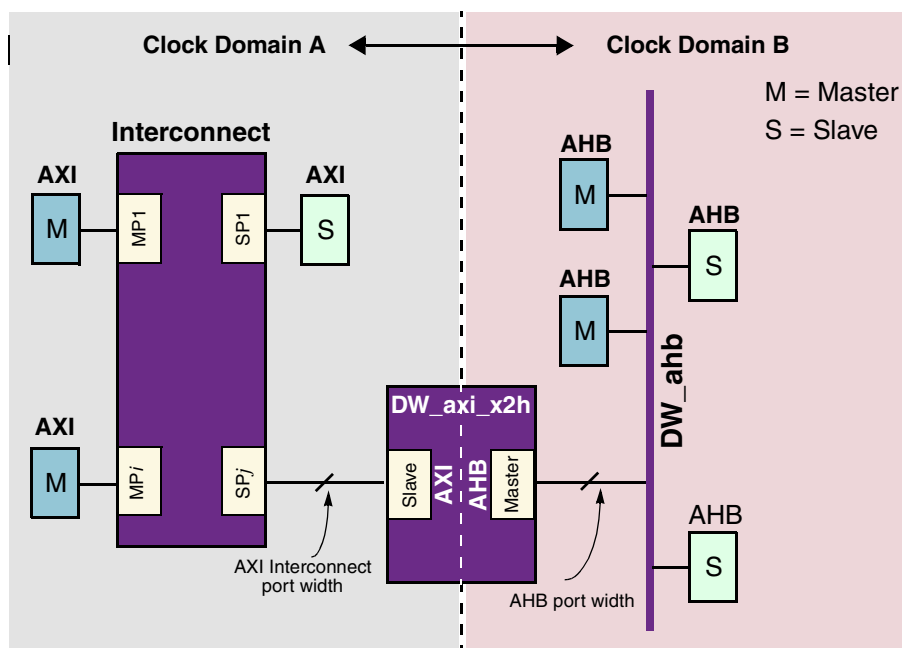 Clock Domain A
Clock Domain B
M = Master
S = Slave
Interconnect
AXI
M
MP1
SP1
AXI
S
AHB
M
AHB
S
AHB
M
DW_ahb
AXI
M
MPi
SPj
DW_axi_x2h
Slave
AXI
AHB
Master
AHB
S
AXI Interconnect
port width
AHB port width